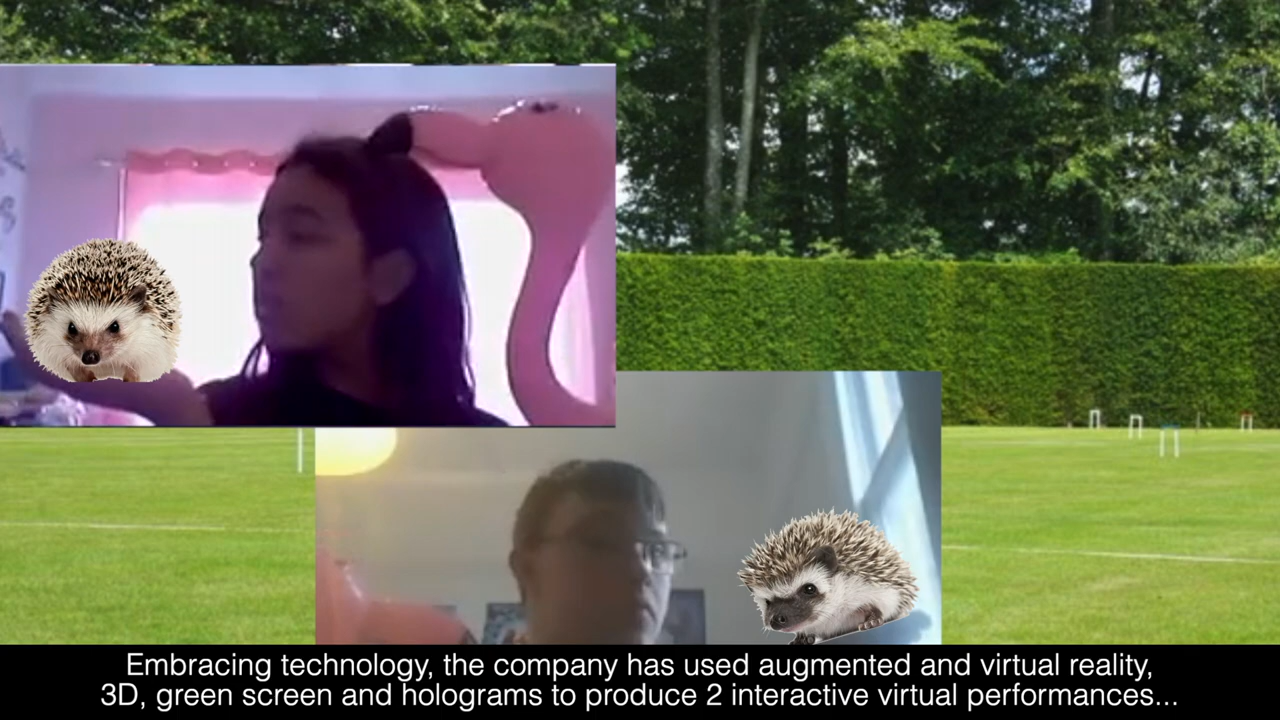 Embracing technology, the company has used augmented and virtual reality,
3D, green screen and holograms to produce 2 interactive virtual performances...